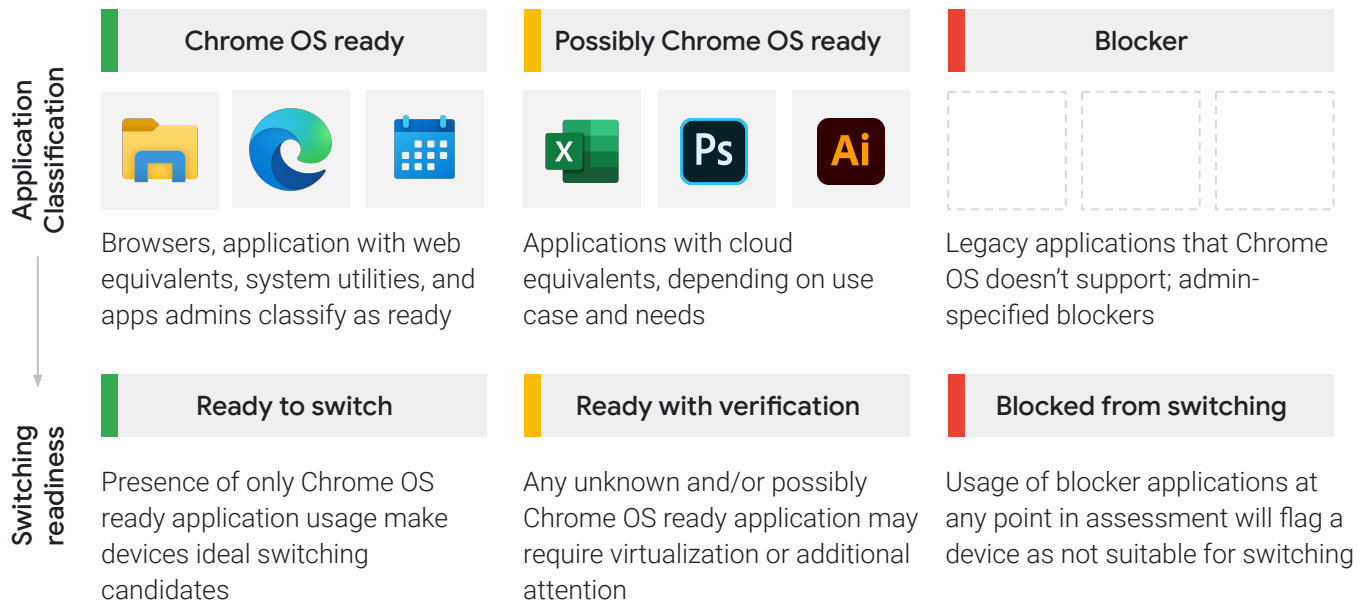 Application
Classification
Chrome OS ready
Possibly Chrome OS ready
Blocker
X
Ps
Ai
Browsers, application with web
equivalents, system utilities, and
apps admins classify as ready
Applications with cloud
equivalents, depending on use
case and needs
Legacy applications that Chrome
OS doesn’t support; admin-
specified blockers
Switching
readiness
Ready to switch
Ready with verification
Blocked from switching
Presence of only Chrome OS
ready application usage make
devices ideal switching
candidates
Any unknown and/or possibly
Chrome OS ready application may
require virtualization or additional
attention
Usage of blocker applications at
any point in assessment will flag a
device as not suitable for switching